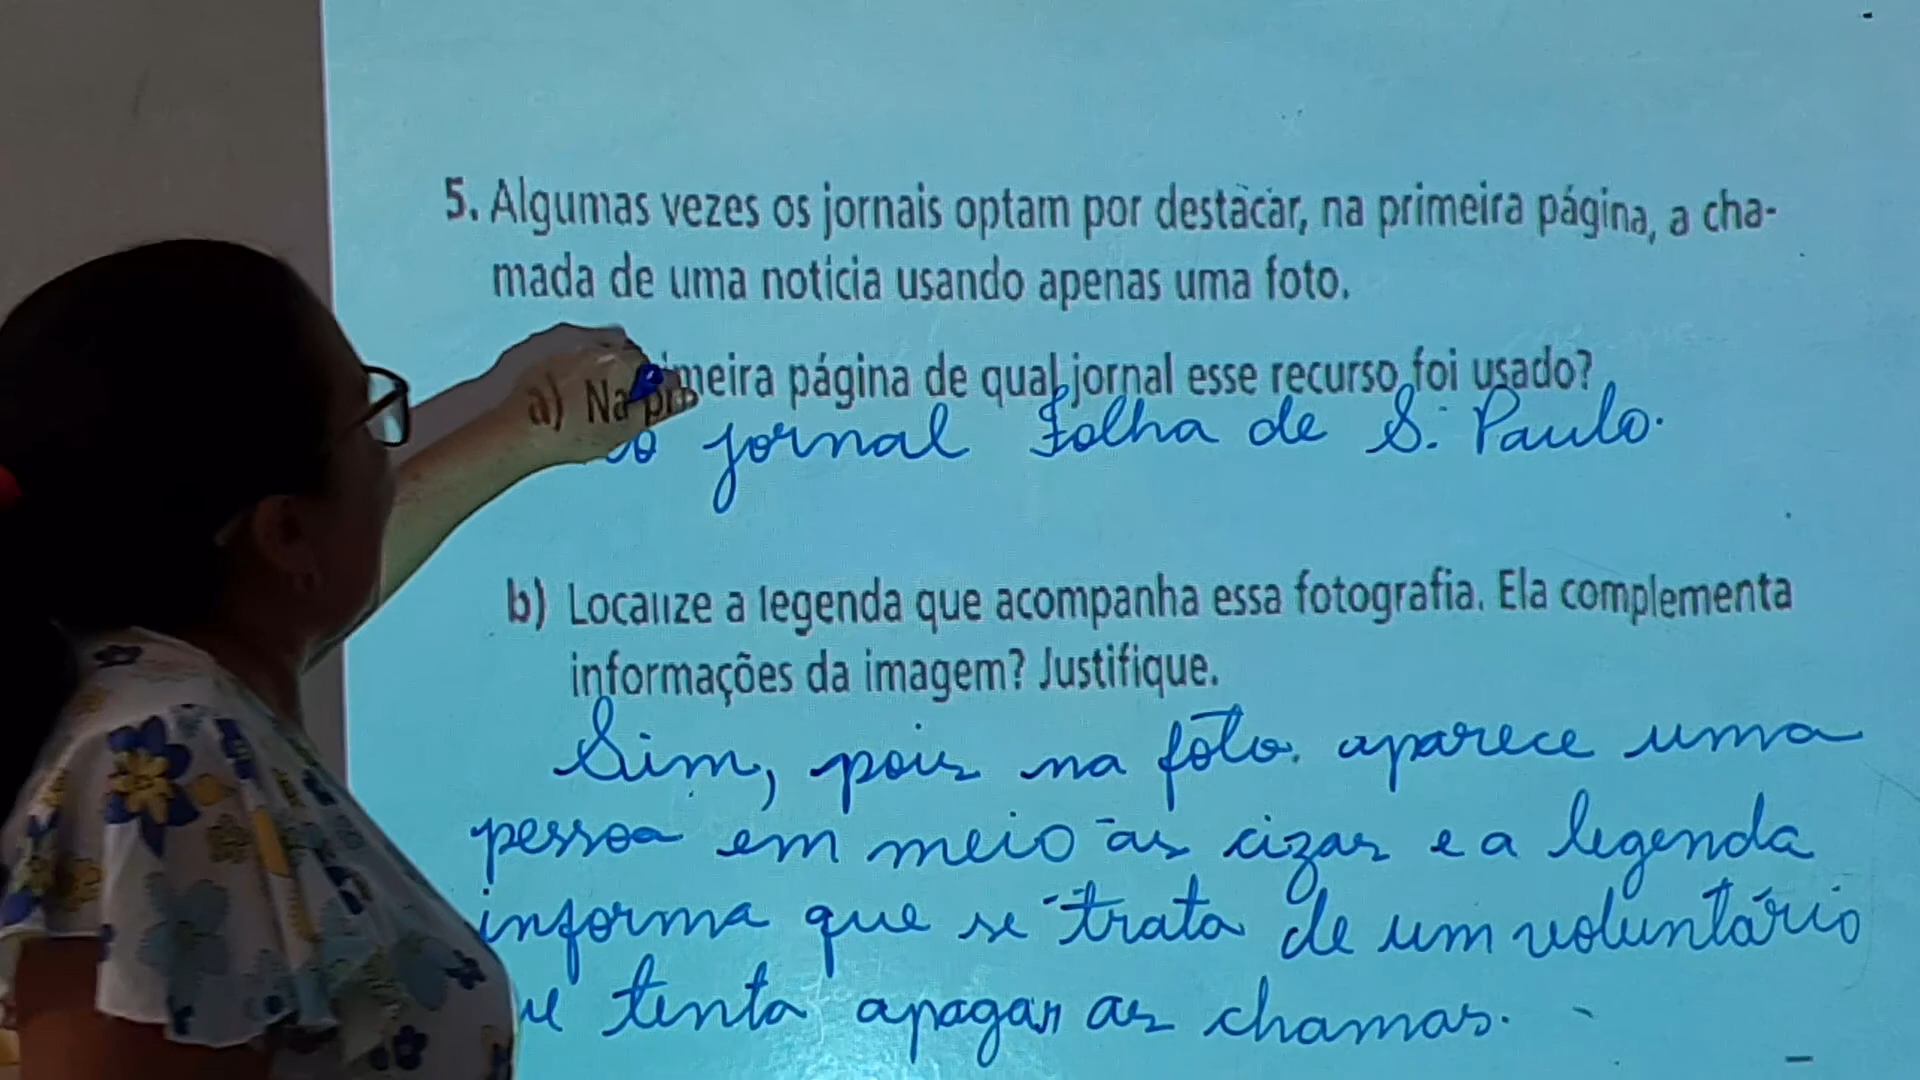 5. Algumas vezes os jornais optam por destacar, na primeira página, a cha-
mada de uma notícia usando apenas uma foto.
a) Na primeira página de qual jornal esse recurso foi usado?
jornal Folha de S. Paulo.
b) Localize a legenda que acompanha essa fotografia. Ela complementa
informações da imagem? Justifique.
Sim, pois na foto aparece uma
pessoa em meio às cizas e a legenda
informa que se trata de um voluntário
tenta apagar as chamas.